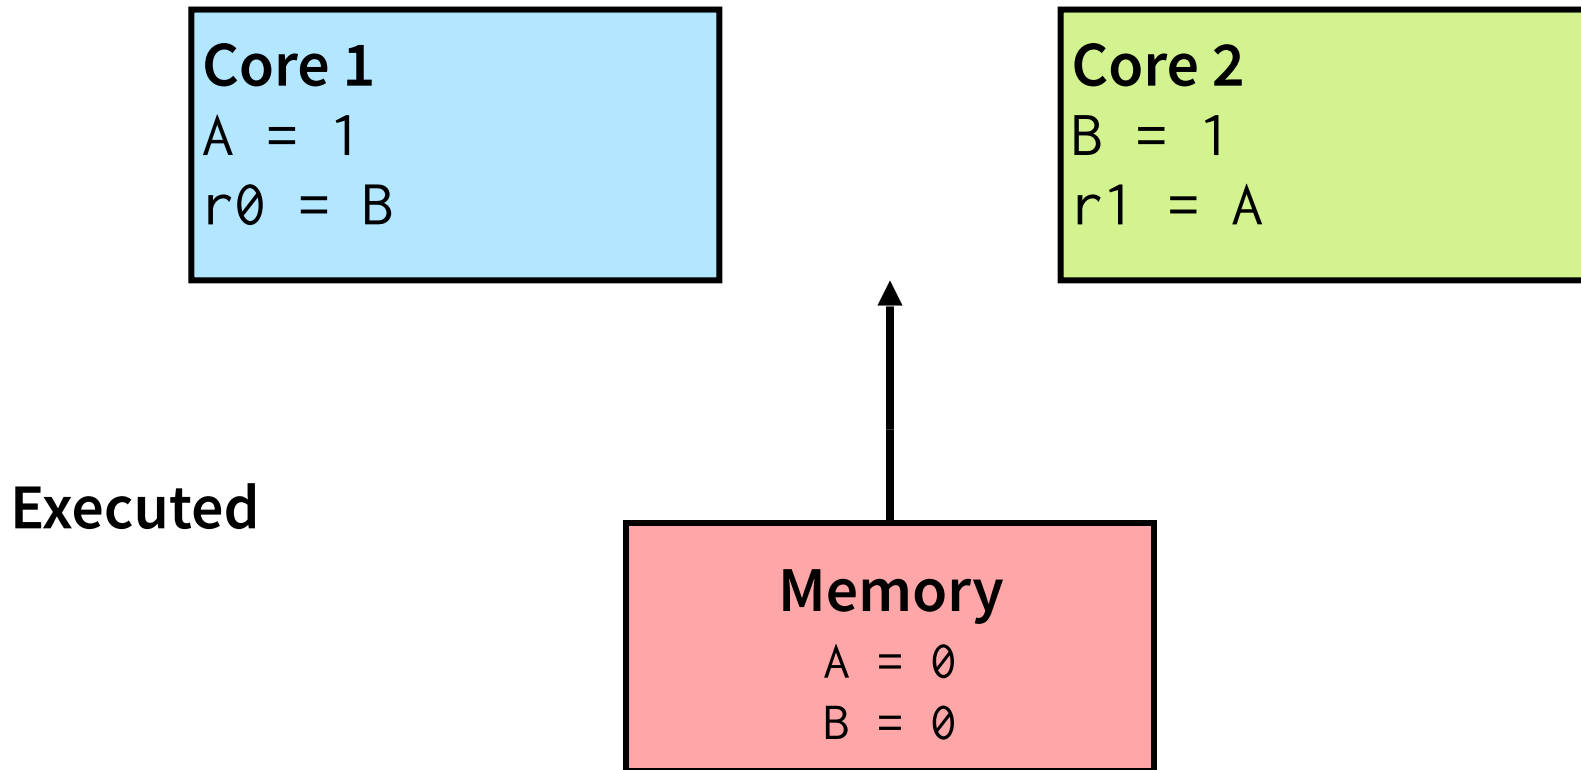 Core 1
A = 1
r0 = B
Core 2
B = 1
r1 = A
Executed
Memory
A = 0
B = 0